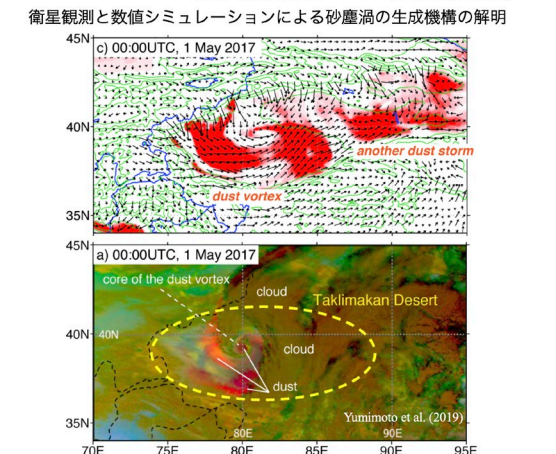 衛星観測と数値シミュレーションによる砂塵渦の生成機構の解明
45N
c) 00:00UTC, 1 May 2017
40N
another dust storm
dust vortex
35N
45N
a) 00:00UTC, 1 May 2017
core of the dust vortex
cloud
Taklimakan Desert
40N
40N
cloud
dust
Yumimoto et al. (2019)
35N
80E
90E
70E 75E 80E 85E 90E 95E